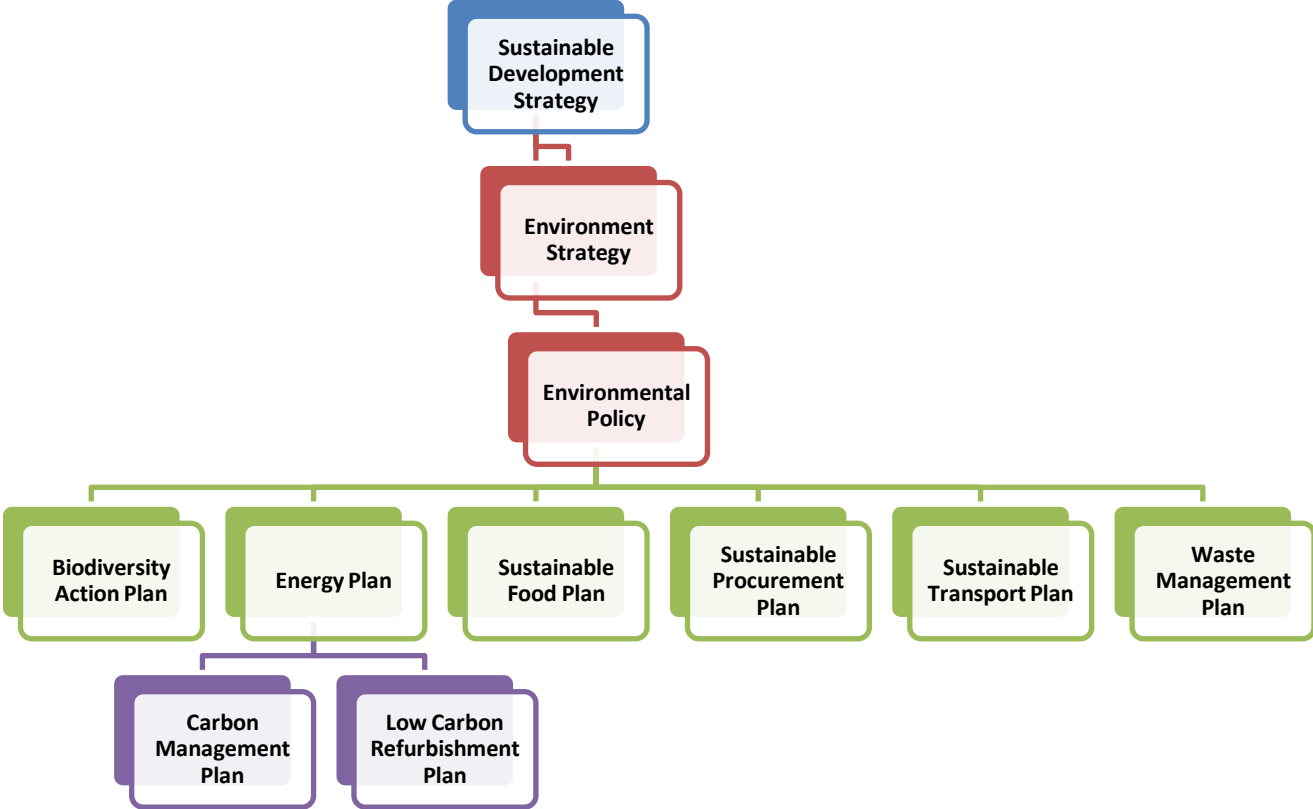 Sustainable
Development
Strategy
Environment
Strategy
Environmental
Policy
Biodiversity
Action Plan
Energy Plan
Sustainable
Food Plan
Sustainable
Procurement
Plan
Sustainable
Transport Plan
Waste
Management
Plan
Carbon
Management
Plan
Low Carbon
Refurbishment
Plan